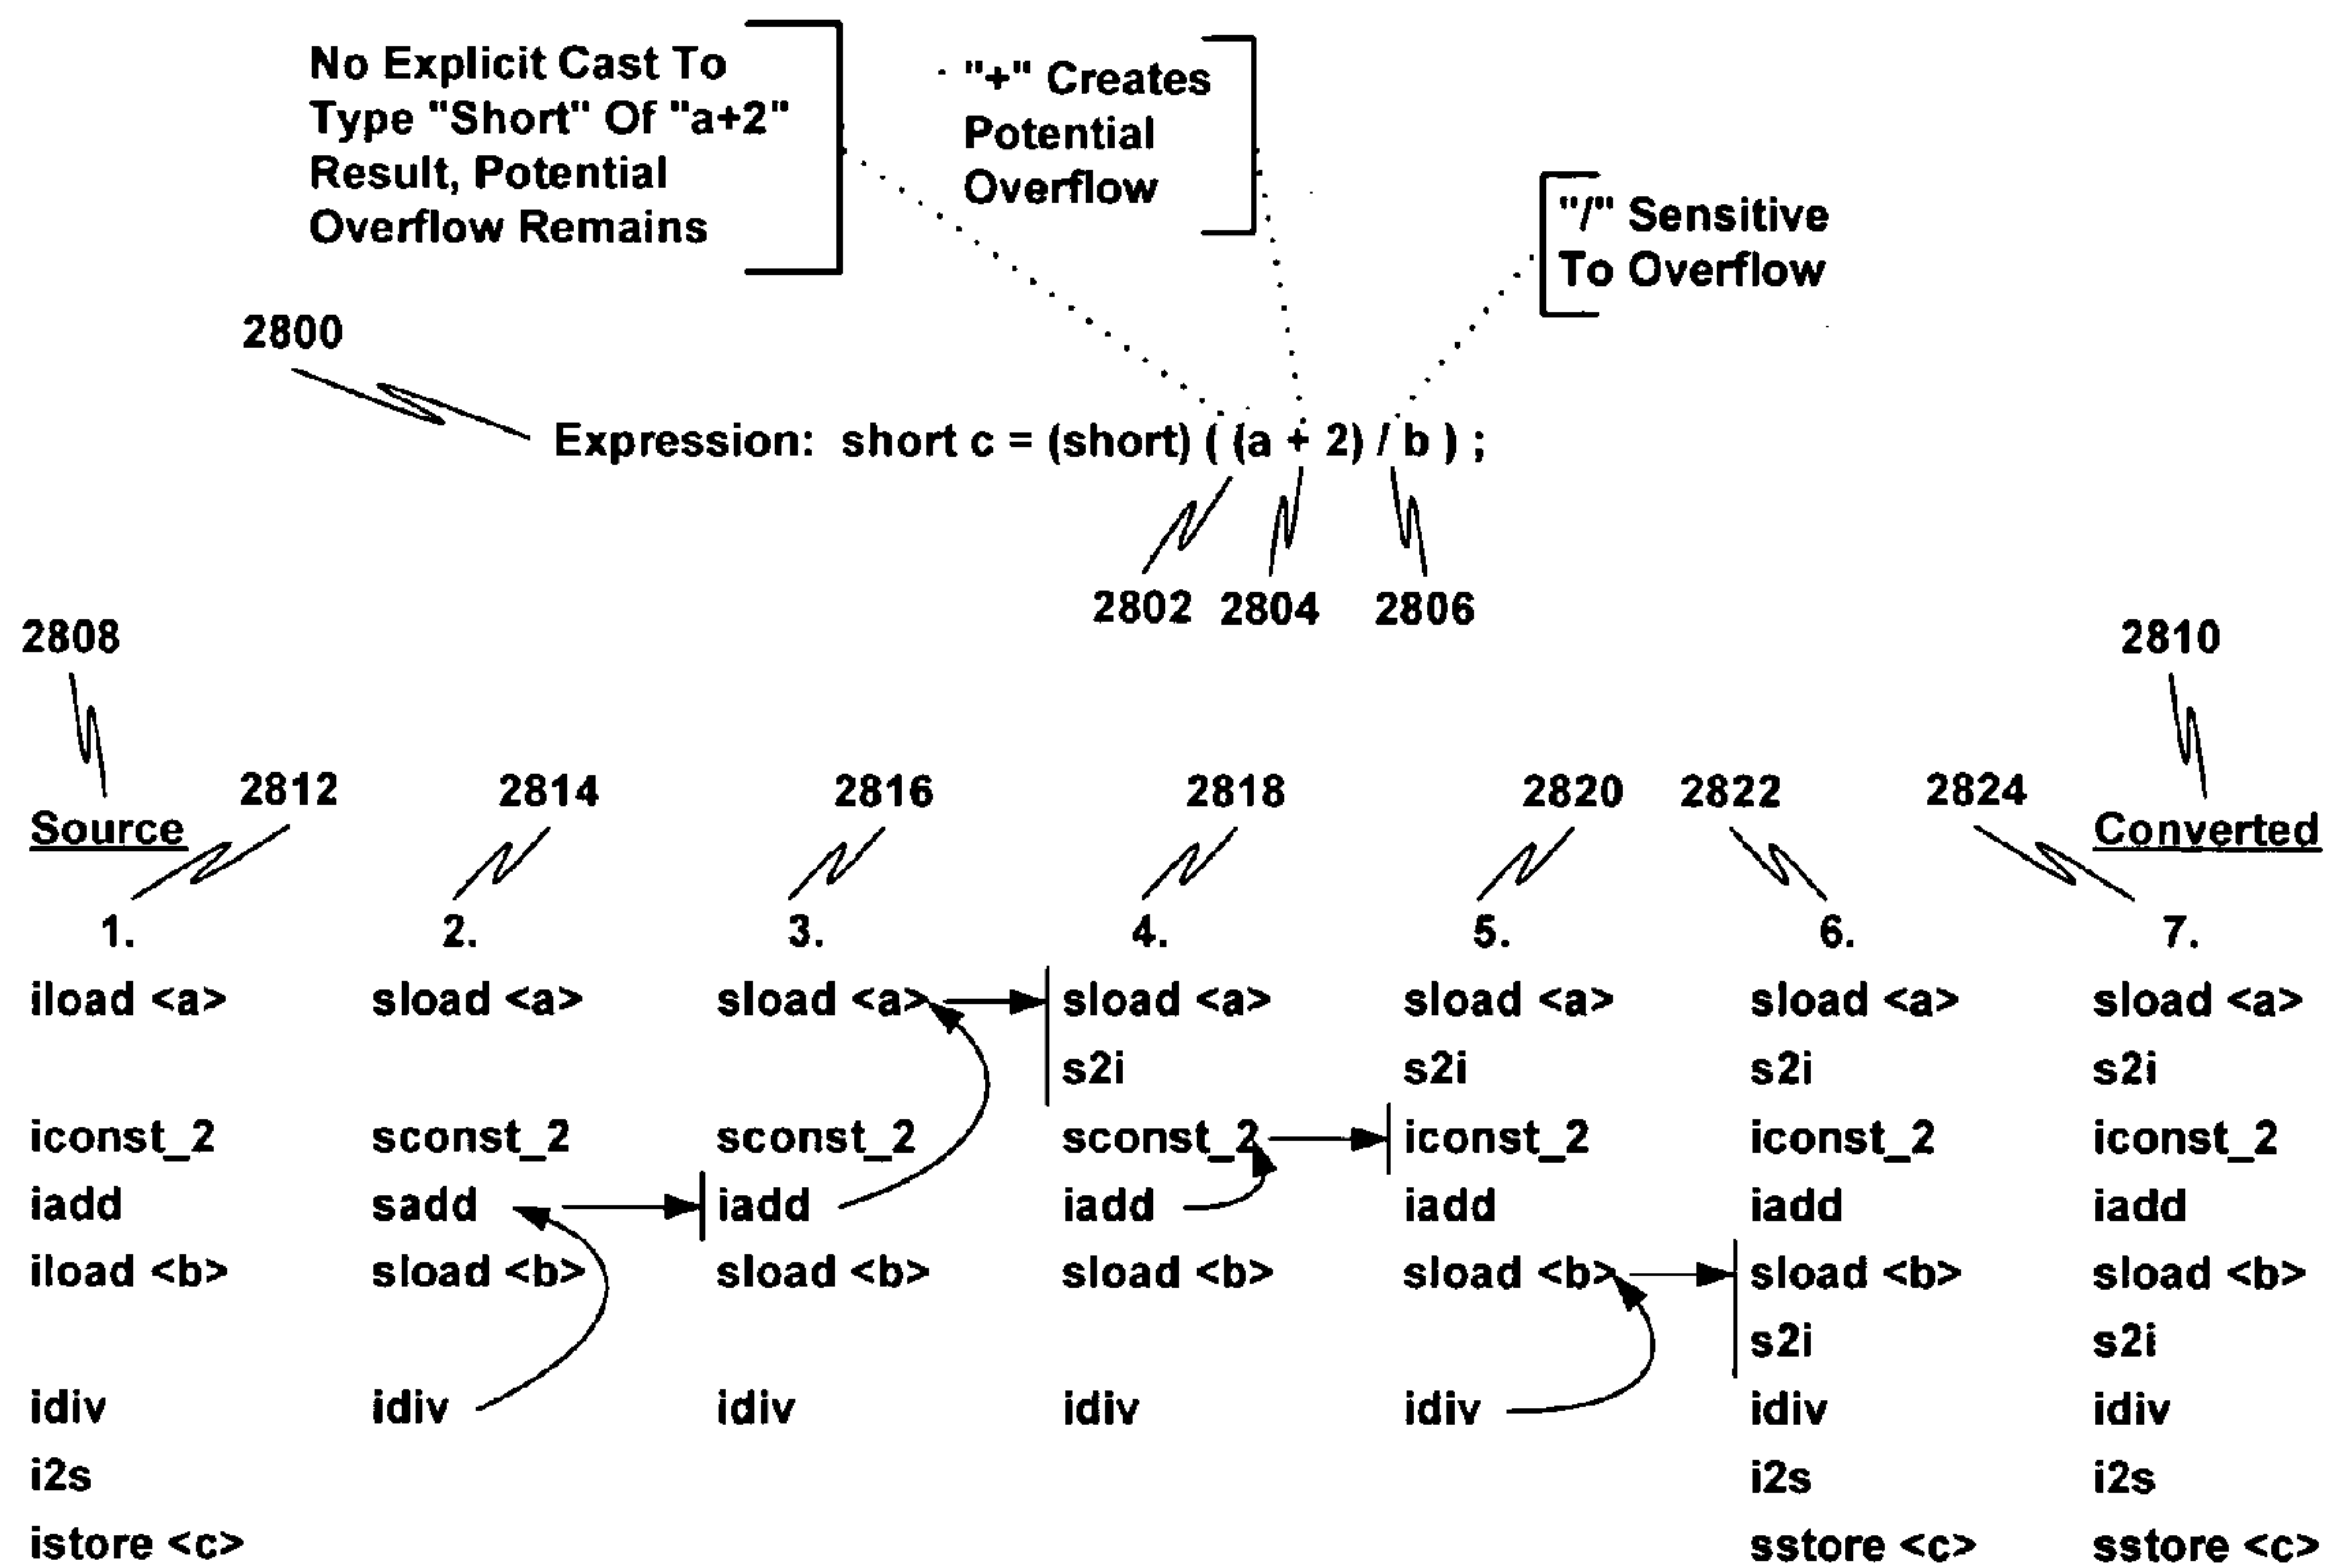 No Explicit Cast To
Type "Short" Of "a+2"
Result, Potential
Overflow Remains
"+" Creates
Potential
Overflow
"/" Sensitive
To Overflow
2800
Expression: short c = (short) ( (a + 2) / b ) ;
2802 2804 2806
2808 2810
2812 2814 2816 2818 2820 2822 2824
Source Converted
1. 2. 3. 4. 5. 6. 7.
iload <a> sload <a> sload <a> sload <a> sload <a> sload <a> sload <a>
s2i s2i s2i s2i
iconst_2 sconst_2 sconst_2 sconst_2 iconst_2 iconst_2 iconst_2
iadd sadd iadd iadd iadd iadd iadd
iload <b> sload <b> sload <b> sload <b> sload <b> sload <b> sload <b>
s2i s2i
idiv idiv idiv idiv idiv idiv idiv
i2s i2s i2s
istore <c> sstore <c> sstore <c>